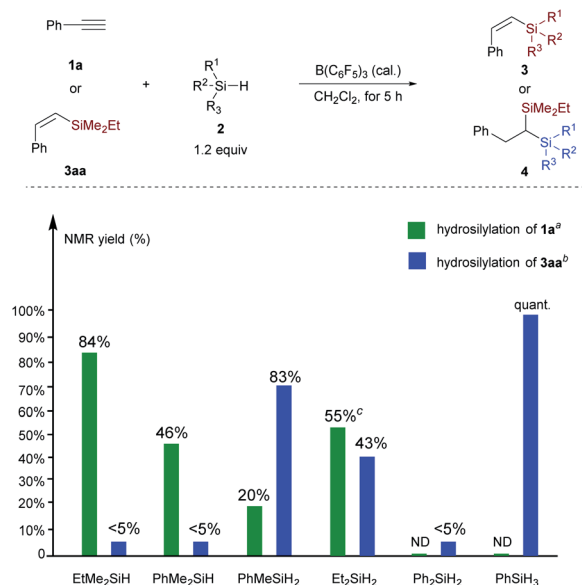 Ph
1a
or
SiMe2Et
Ph
3aa
+
R1
R2 Si H
R3
2
1.2 equiv
B(C6F5)3 (cal.)
CH2Cl2, for 5 h
R1
Si
R2
R3
Ph
3
or
SiMe2Et
R1
Ph
Si
R2
R3
4
NMR yield (%)
hydrosilylation of 1a^a
hydrosilylation of 3aa^b
100%
90%
80%
70%
60%
50%
40%
30%
20%
10%
0
84%
<5%
46%
<5%
20%
83%
55%^c
43%
ND
<5%
ND
quant.
EtMe2SiH PhMe2SiH PhMeSiH2 Et2SiH2 Ph2SiH2 PhSiH3